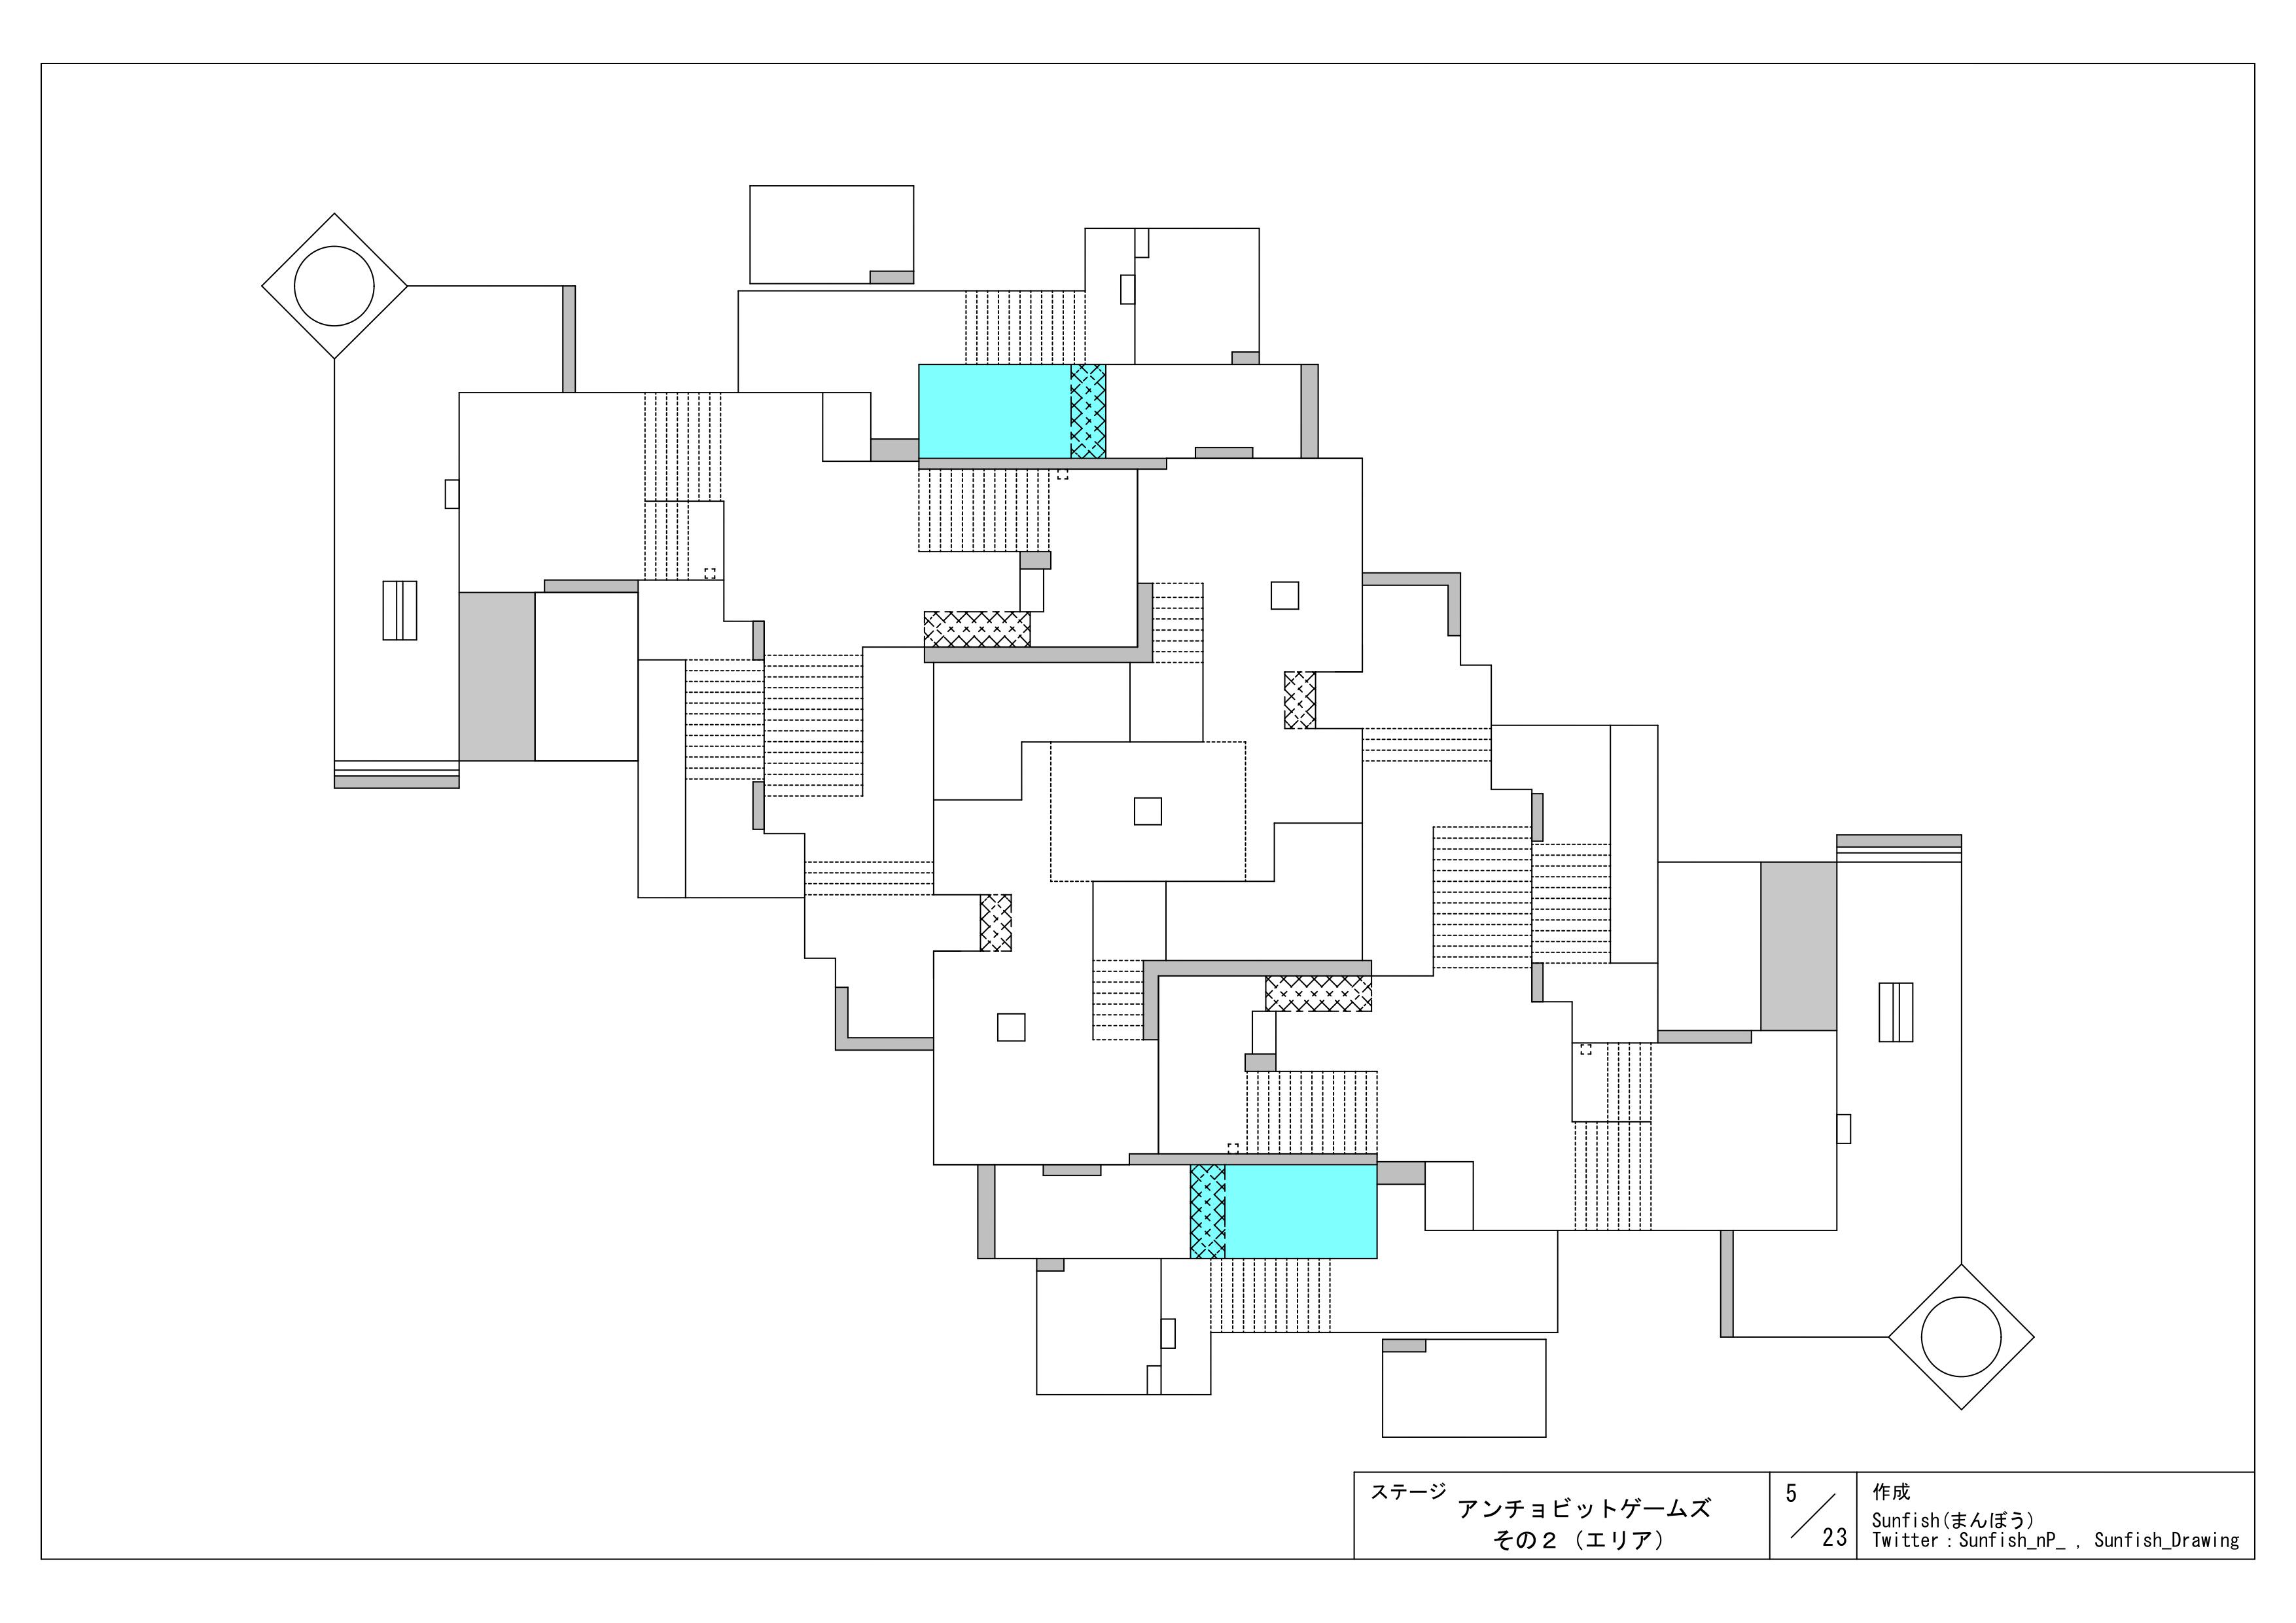 ステージ
アンチョビットゲームズ
その２（エリア）
5／23
作成
Sunfish(まんぼう)
Twitter：Sunfish_nP_ , Sunfish_Drawing